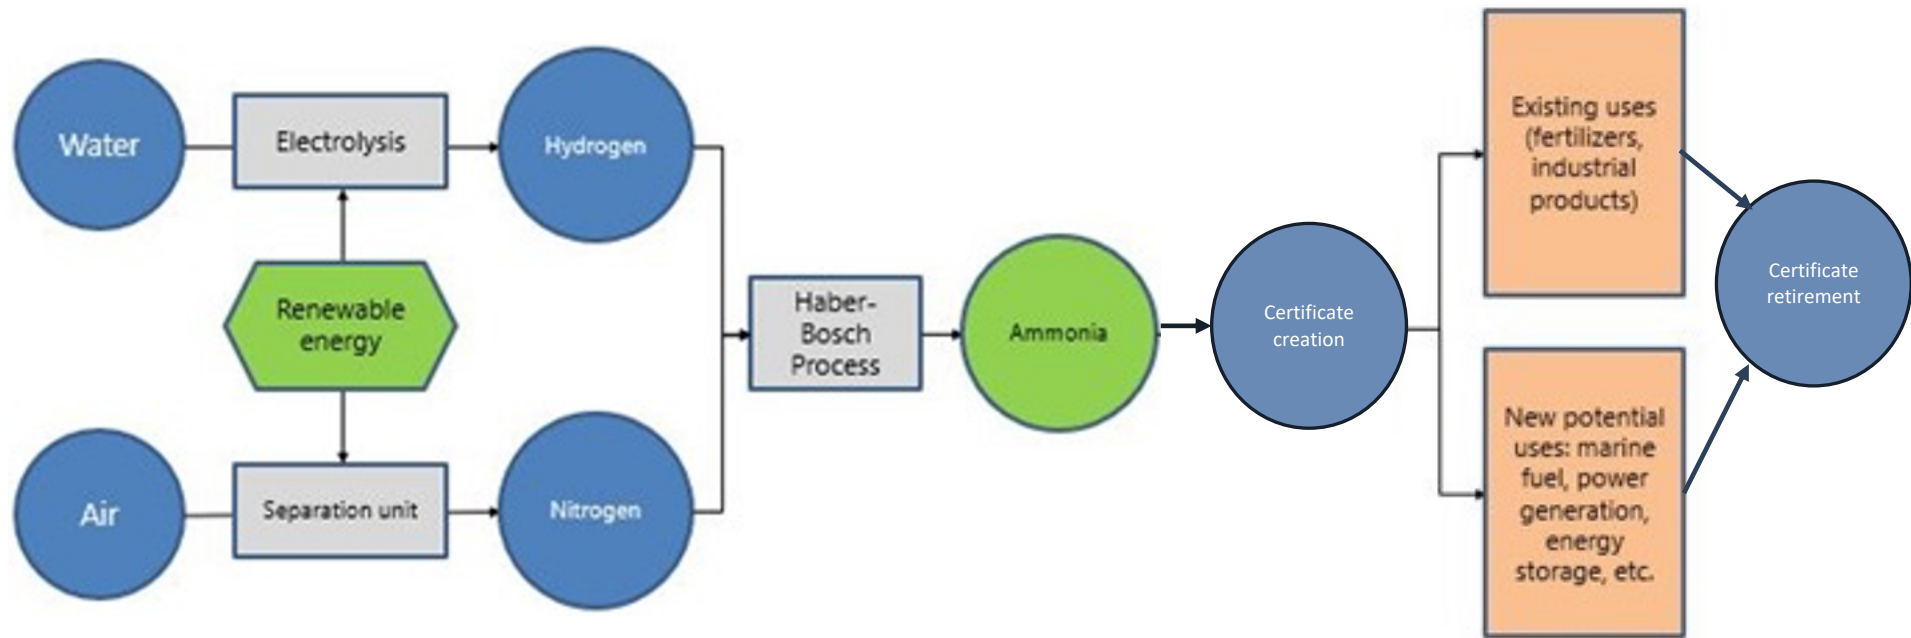 Water
Electrolysis
Hydrogen
Renewable
energy
Air
Separation unit
Nitrogen
Haber-
Bosch
Process
Ammonia
Certificate
creation
Existing uses
(fertilizers,
industrial
products)
New potential
uses: marine
fuel, power
generation,
energy
storage, etc.
Certificate
retirement